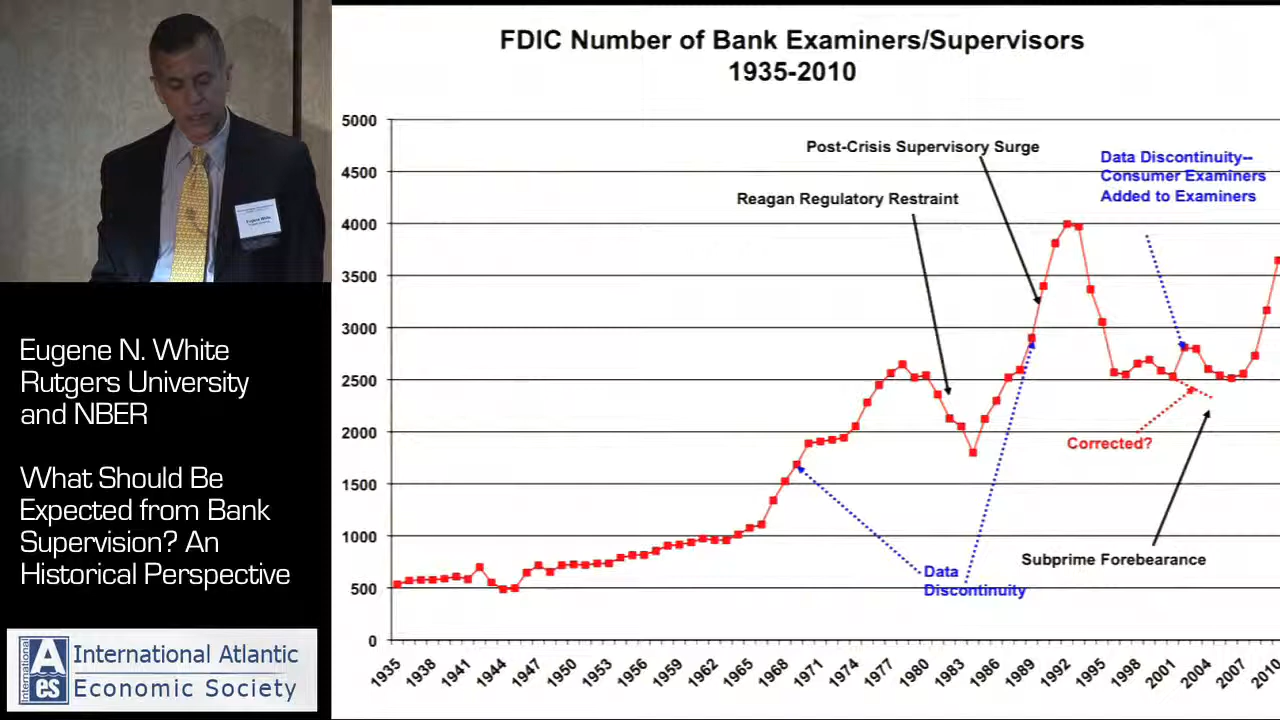 FDIC Number of Bank Examiners/Supervisors
1935-2010
5000
4500
4000
3500
3000
2500
2000
1500
1000
500
0
Post-Crisis Supervisory Surge
Reagan Regulatory Restraint
Data Discontinuity--
Consumer Examiners
Added to Examiners
Corrected?
Subprime Forebearance
Data
Discontinuity
1935 1938 1941 1944 1947 1950 1953 1956 1959 1962 1965 1968 1971 1974 1977 1980 1983 1986 1989 1992 1995 1998 2001 2004 2007 2010
Eugene White
Eugene N. White
Rutgers University
and NBER
What Should Be
Expected from Bank
Supervision? An
Historical Perspective
International
A
es
International Atlantic
Economic Society